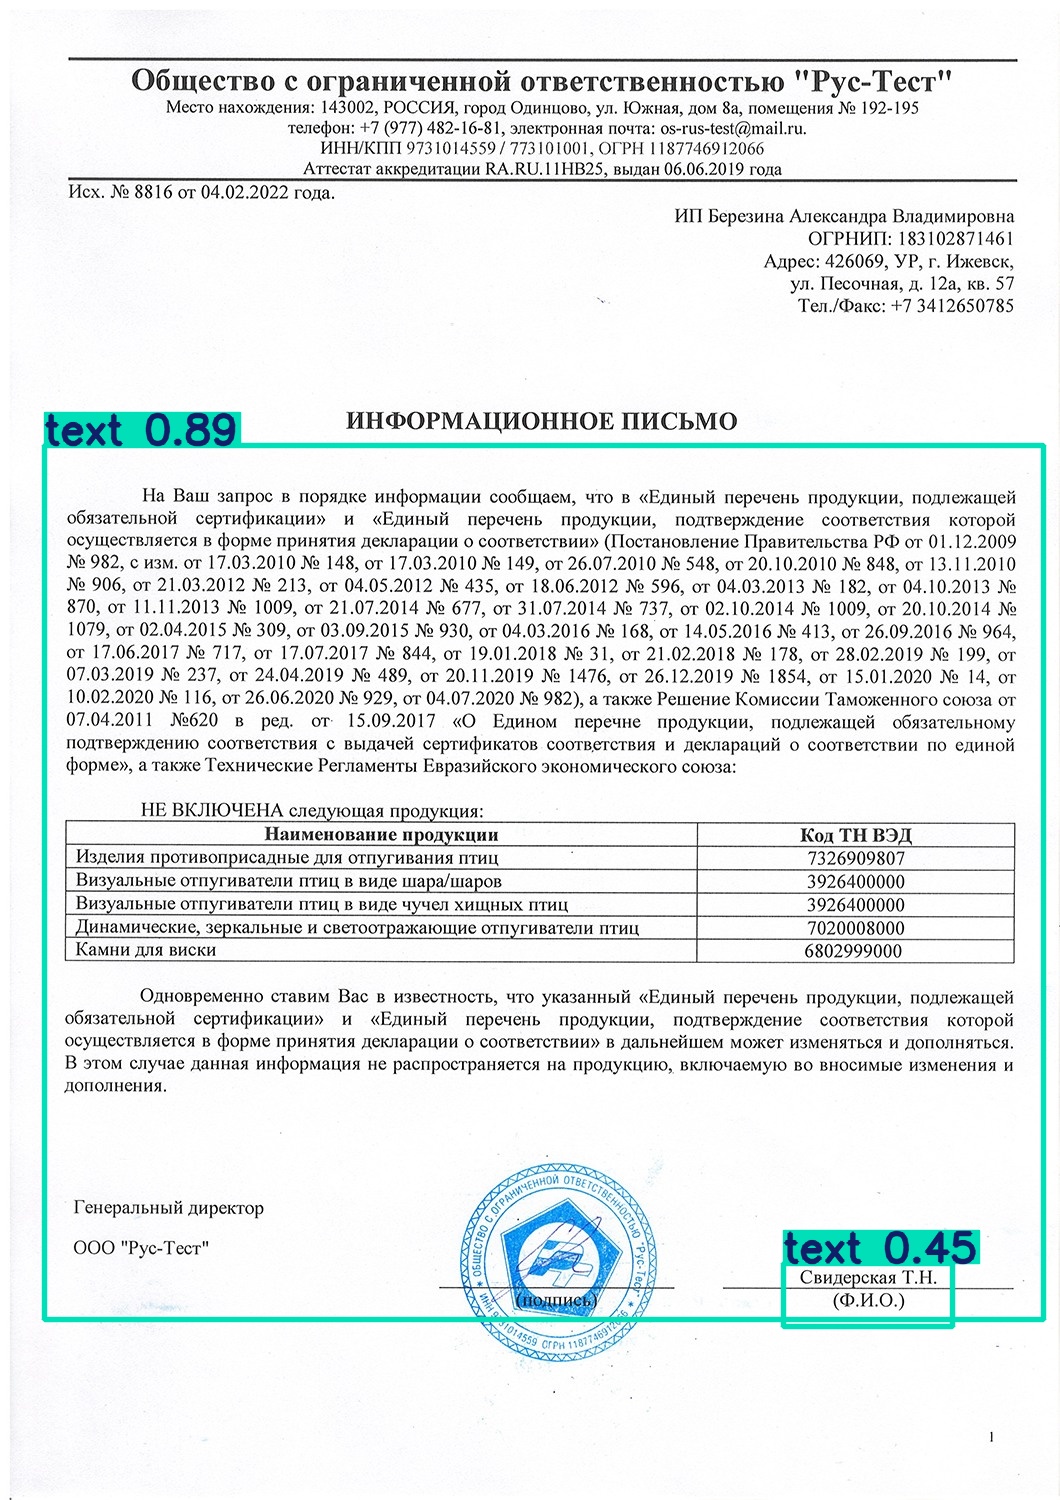 Общество с ограниченной ответственностью "Рус-Тест"
Место нахождения: 143002, РОССИЯ, город Одинцово, ул. Южная, дом 8а, помещения № 192-195
телефон: +7 (977) 482-16-81, электронная почта: os-rus-test@mail.ru.
ИНН/КПП 9731014559 / 773101001, ОГРН 1187746912066
Аттестат аккредитации RA.RU.11НВ25, выдан 06.06.2019 года
Исх. № 8816 от 04.02.2022 года.
ИП Березина Александра Владимировна
ОГРНИП: 183102871461
Адрес: 426069, УР, г. Ижевск,
ул. Песочная, д. 12а, кв. 57
Тел./Факс: +7 3412650785
text 0.89
ИНФОРМАЦИОННОЕ ПИСЬМО
На Ваш запрос в порядке информации сообщаем, что в «Единый перечень продукции, подлежащей
обязательной сертификации» и «Единый перечень продукции, подтверждение соответствия которой
осуществляется в форме принятия декларации о соответствии» (Постановление Правительства РФ от 01.12.2009
№ 982, с изм. от 17.03.2010 № 148, от 17.03.2010 № 149, от 26.07.2010 № 548, от 20.10.2010 № 848, от 13.11.2010
№ 906, от 21.03.2012 № 213, от 04.05.2012 № 435, от 18.06.2012 № 596, от 04.03.2013 № 182, от 04.10.2013 №
870, от 11.11.2013 № 1009, от 21.07.2014 № 677, от 31.07.2014 № 737, от 02.10.2014 № 1009, от 20.10.2014 №
1079, от 02.04.2015 № 309, от 03.09.2015 № 930, от 04.03.2016 № 168, от 14.05.2016 № 413, от 26.09.2016 № 964,
от 17.06.2017 № 717, от 17.07.2017 № 844, от 19.01.2018 № 31, от 21.02.2018 № 178, от 28.02.2019 № 199, от
07.03.2019 № 237, от 24.04.2019 № 489, от 20.11.2019 № 1476, от 26.12.2019 № 1854, от 15.01.2020 № 14, от
10.02.2020 № 116, от 26.06.2020 № 929, от 04.07.2020 № 982), а также Решение Комиссии Таможенного союза от
07.04.2011 №620 в ред. от 15.09.2017 «О Едином перечне продукции, подлежащей обязательному
подтверждению соответствия с выдачей сертификатов соответствия и деклараций о соответствии по единой
форме», а также Технические Регламенты Евразийского экономического союза:
НЕ ВКЛЮЧЕНА следующая продукция:
Наименование продукции Код ТН ВЭД
Изделия противоприсадные для отпугивания птиц 7326909807
Визуальные отпугиватели птиц в виде шара/шаров 3926400000
Визуальные отпугиватели птиц в виде чучел хищных птиц 3926400000
Динамические, зеркальные и светоотражающие отпугиватели птиц 7020008000
Камни для виски 6802999000
Одновременно ставим Вас в известность, что указанный «Единый перечень продукции, подлежащей
обязательной сертификации» и «Единый перечень продукции, подтверждение соответствия которой
осуществляется в форме принятия декларации о соответствии» в дальнейшем может изменяться и дополняться.
В этом случае данная информация не распространяется на продукцию, включаемую во вносимые изменения и
дополнения.
Генеральный директор
ООО "Рус-Тест"
ОБЩЕСТВО С ОГРАНИЧЕННОЙ ОТВЕТСТВЕННОСТЬЮ "Рус-Тест"
ИНН 9731014559 ОГРН 1187746912066
(подпись)
text 0.45
Свидерская Т.Н.
(Ф.И.О.)
1